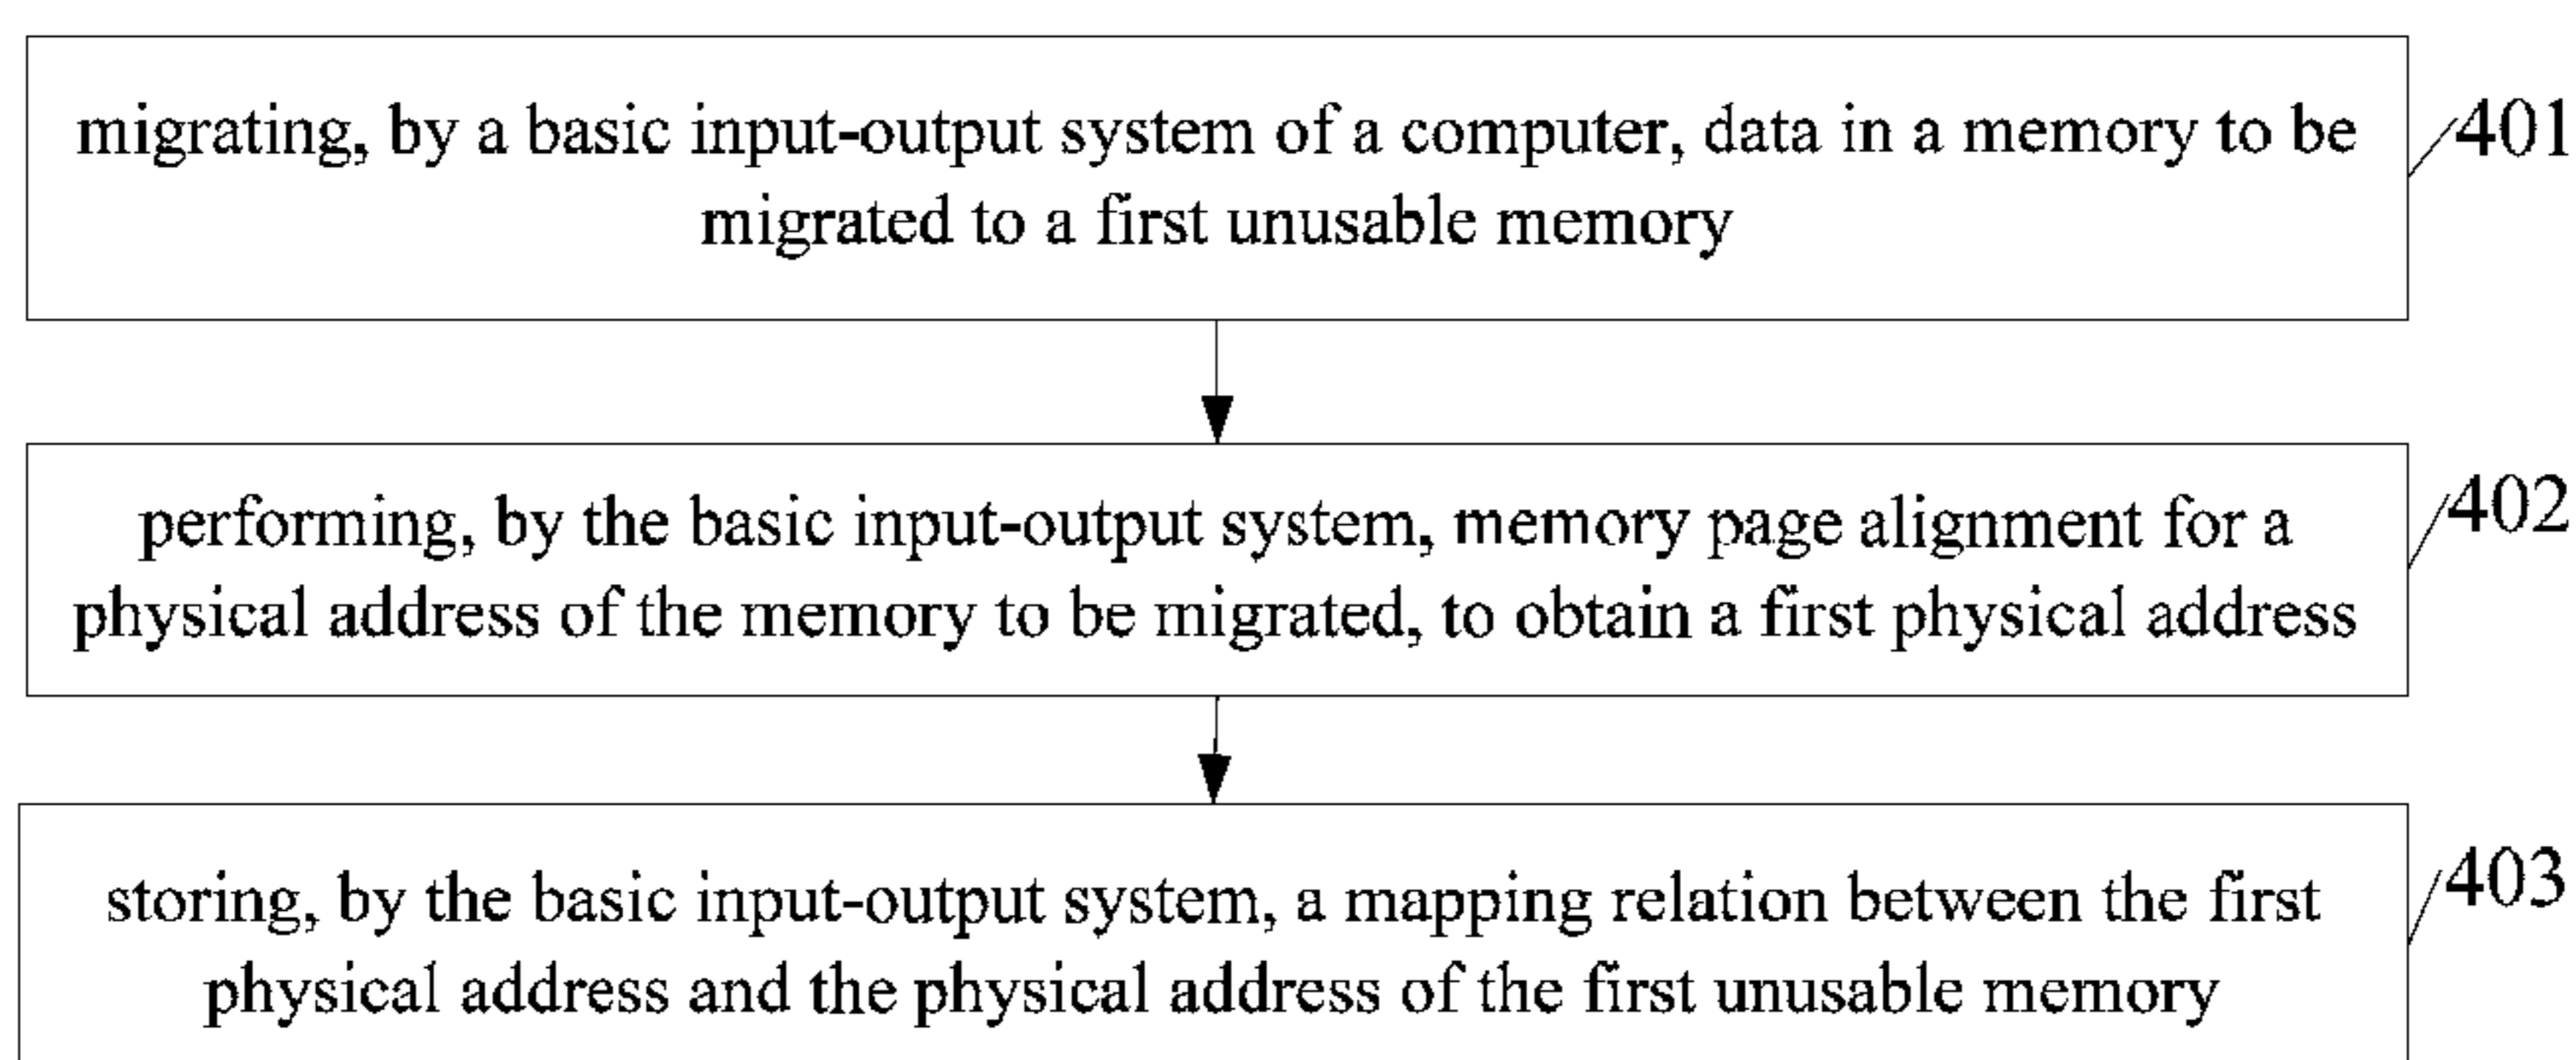 migrating, by a basic input-output system of a computer, data in a memory to be
migrated to a first unusable memory
401
performing, by the basic input-output system, memory page alignment for a
physical address of the memory to be migrated, to obtain a first physical address
402
storing, by the basic input-output system, a mapping relation between the first
physical address and the physical address of the first unusable memory
403